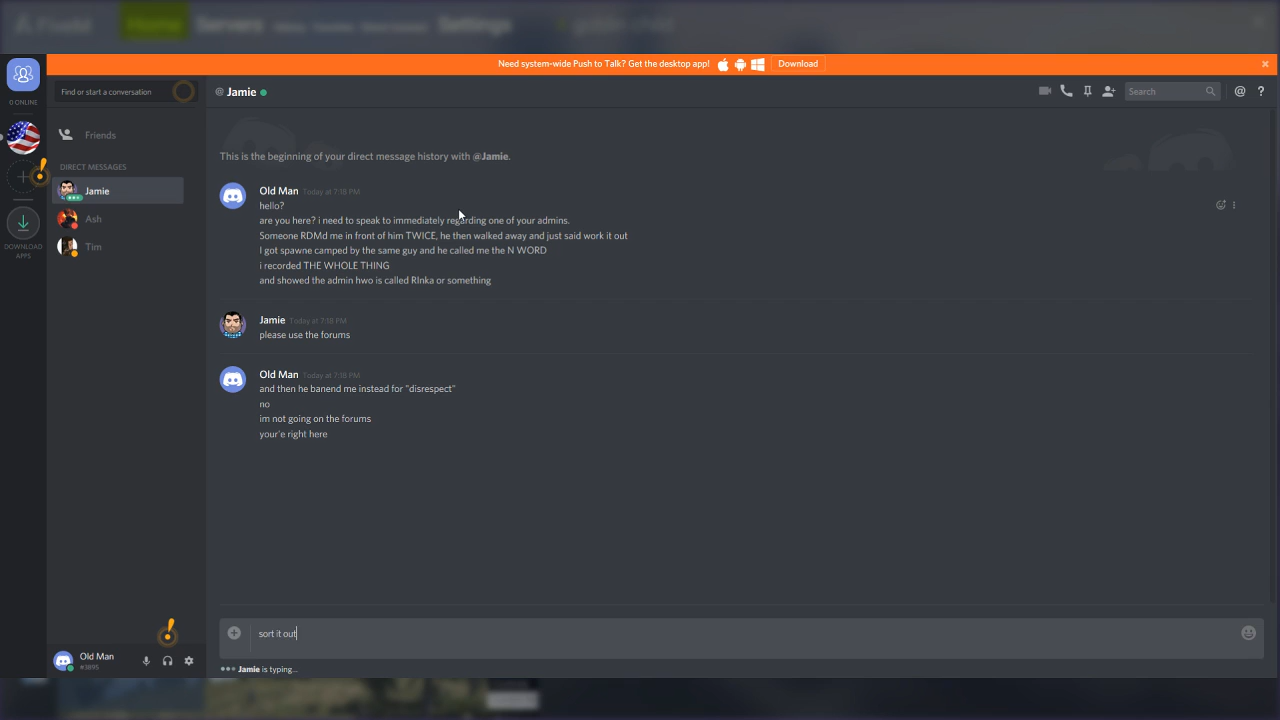 Home Servers Settings
Need system-wide Push to Talk? Get the desktop app! Download
0 ONLINE
Find or start a conversation
@ Jamie
Search
@ ?
Friends
DIRECT MESSAGES
Jamie
Ash
Tim
DOWNLOAD
APPS
This is the beginning of your direct message history with @Jamie.
Old Man Today at 7:18 PM
hello?
are you here? i need to speak to immediately regarding one of your admins.
Someone RDMd me in front of him TWICE, he then walked away and just said work it out
I got spawne camped by the same guy and he called me the N WORD
i recorded THE WHOLE THING
and showed the admin hwo is called RInka or something
Jamie Today at 7:18 PM
please use the forums
Old Man Today at 7:18 PM
and then he banend me instead for "disrespect"
no
im not going on the forums
your'e right here
sort it out
Jamie is typing...
Old Man
#3895